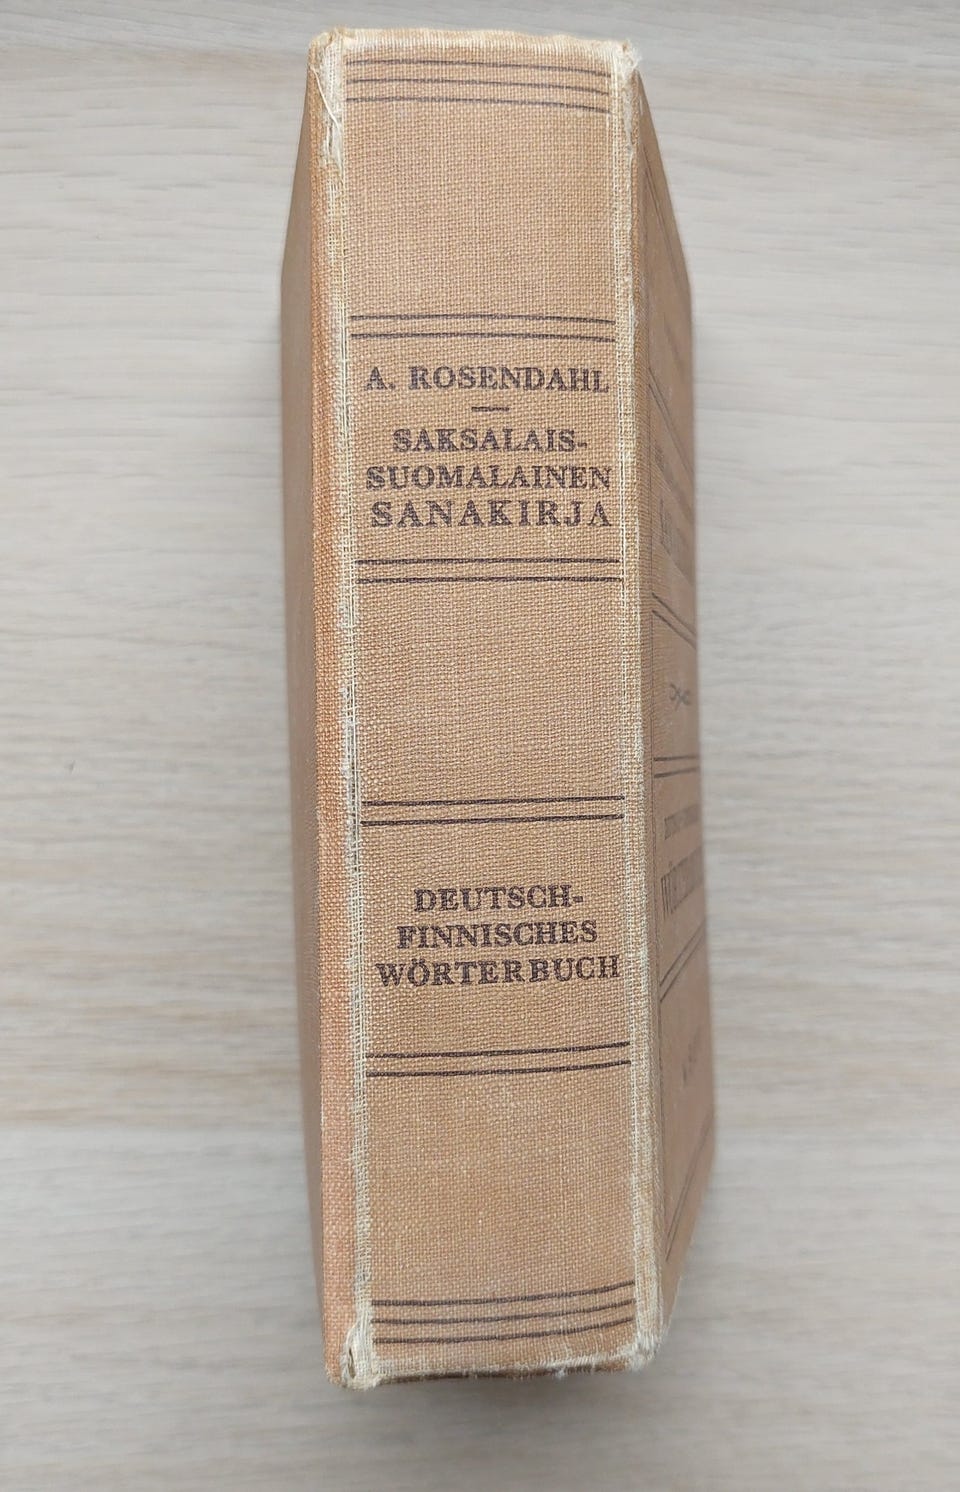 A. ROSENDAHL
SAKSALAIS-
SUOMALAINEN
SANAKIRJA
DEUTSCH-
FINNISCHES
WÖRTERBUCH